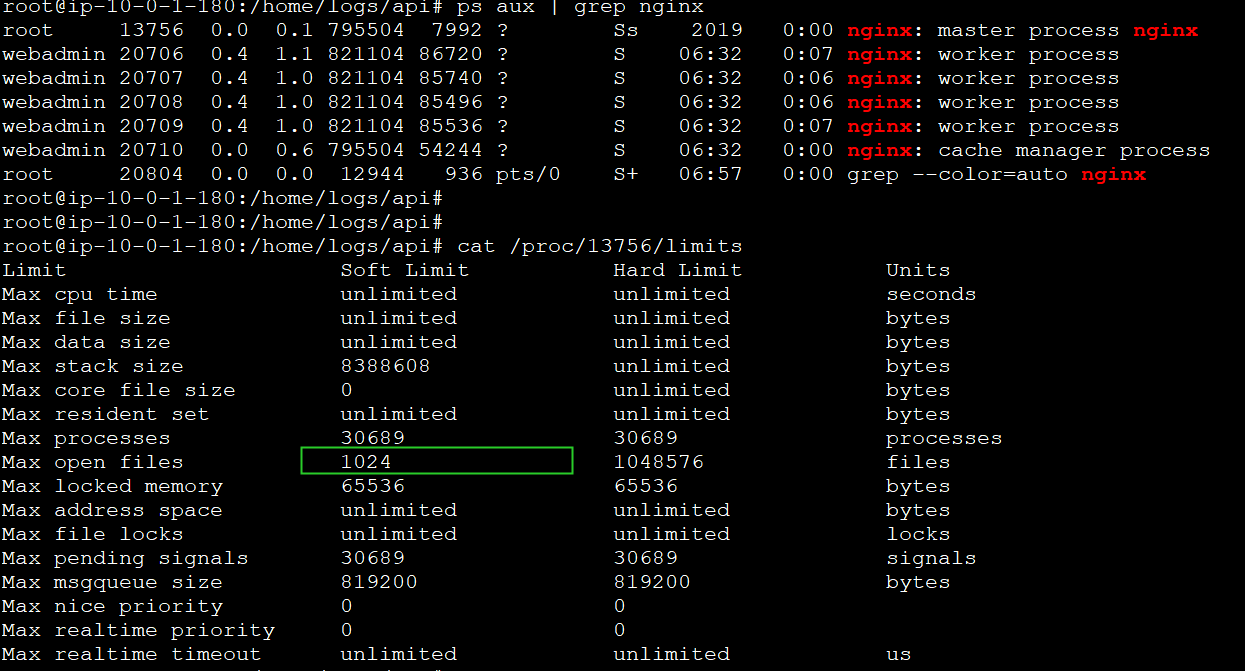 root@ip-10-0-1-180:/home/logs/api# ps aux | grep nginx
root     13756  0.0  0.1 795504  7992 ?        Ss    2019   0:00 nginx: master process nginx
webadmin 20706  0.4  1.1 821104 86720 ?        S    06:32   0:07 nginx: worker process
webadmin 20707  0.4  1.0 821104 85740 ?        S    06:32   0:06 nginx: worker process
webadmin 20708  0.4  1.0 821104 85496 ?        S    06:32   0:06 nginx: worker process
webadmin 20709  0.4  1.0 821104 85536 ?        S    06:32   0:07 nginx: worker process
webadmin 20710  0.0  0.6 795504 54244 ?        S    06:32   0:00 nginx: cache manager process
root     20804  0.0  0.0  12944   936 pts/0    S+   06:57   0:00 grep --color=auto nginx
root@ip-10-0-1-180:/home/logs/api#
root@ip-10-0-1-180:/home/logs/api#
root@ip-10-0-1-180:/home/logs/api# cat /proc/13756/limits
Limit                     Soft Limit           Hard Limit           Units
Max cpu time              unlimited            unlimited            seconds
Max file size             unlimited            unlimited            bytes
Max data size             unlimited            unlimited            bytes
Max stack size            8388608              unlimited            bytes
Max core file size        0                    unlimited            bytes
Max resident set          unlimited            unlimited            bytes
Max processes             30689                30689                processes
Max open files            1024                 1048576              files
Max locked memory         65536                65536                bytes
Max address space         unlimited            unlimited            bytes
Max file locks            unlimited            unlimited            locks
Max pending signals       30689                30689                signals
Max msgqueue size         819200               819200               bytes
Max nice priority         0                    0
Max realtime priority     0                    0
Max realtime timeout      unlimited            unlimited            us